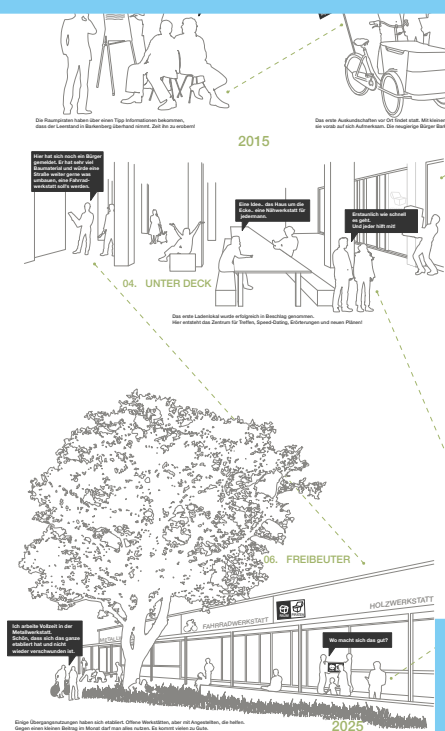 Die Raumpiraten haben über einen Tipp Informationen bekommen,
dass der Leerstand in Barkenberg überhand nimmt. Zeit ihn zu erobern!
Das erste Auskundschaften vor Ort findet statt. Mit kleiner
sie vorab auf sich Aufmerksam. Die neugierige Bürger Bar
2015
Hier hat sich noch ein Bürger
gemeldet. Er hat sehr viel
Baumaterial und würde eine
Straße weiter gerne was
umbauen, eine Fahrrad-
werkstatt soll's werden.
Eine Idee.. das Haus um die
Ecke.. eine Nähwerkstatt für
jedermann.
Erstaunlich wie schnell
es geht.
Und jeder hilft mit!
04. UNTER DECK
Das erste Ladenlokal wurde erfolgreich in Beschlag genommen.
Hier entsteht das Zentrum für Treffen, Speed-Dating, Erörterungen und neuen Plänen!
06. FREIBEUTER
HOLZWERKSTATT
FAHRRADWERKSTATT
Ich arbeite Vollzeit in der
Metallwerkstatt.
Schön, dass sich das ganze
etabliert hat und nicht
wieder verschwunden ist.
Wo macht sich das gut?
Einige Übergangsnutzungen haben sich etabliert. Offene Werkstätten, aber mit Angestellten, die helfen.
Gegen einen kleinen Beitrag im Monat darf man alles nutzen. Es kommt vielen zu Gute.
2025